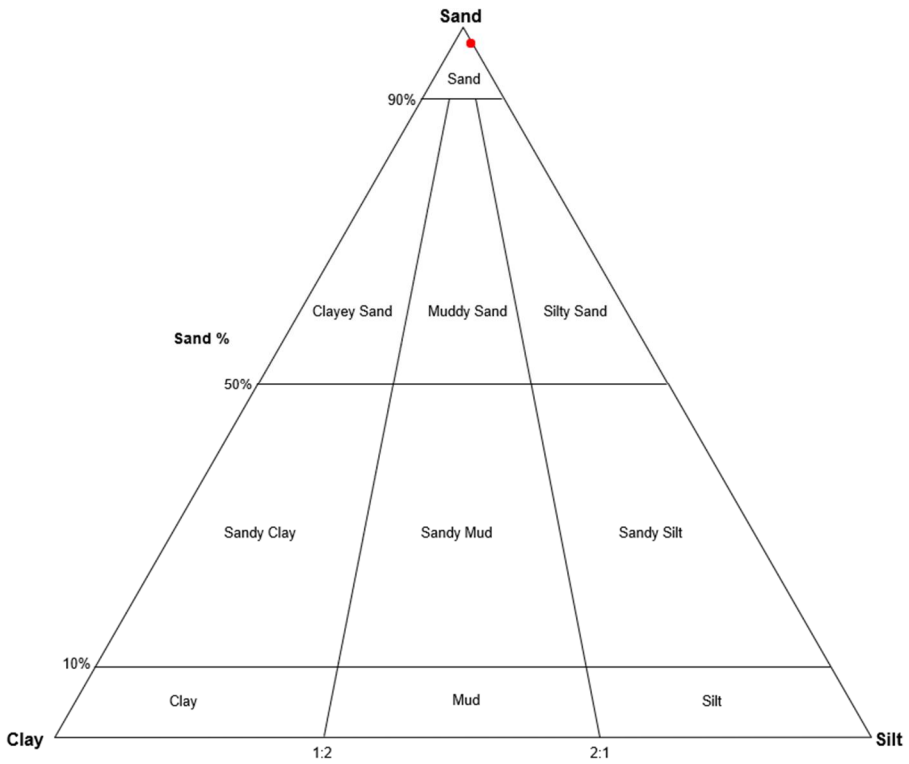 Sand
Sand
90%
Clayey Sand
Muddy Sand
Silty Sand
Sand %
50%
Sandy Clay
Sandy Mud
Sandy Silt
10%
Clay
Mud
Silt
Clay
Silt
1:2
2:1